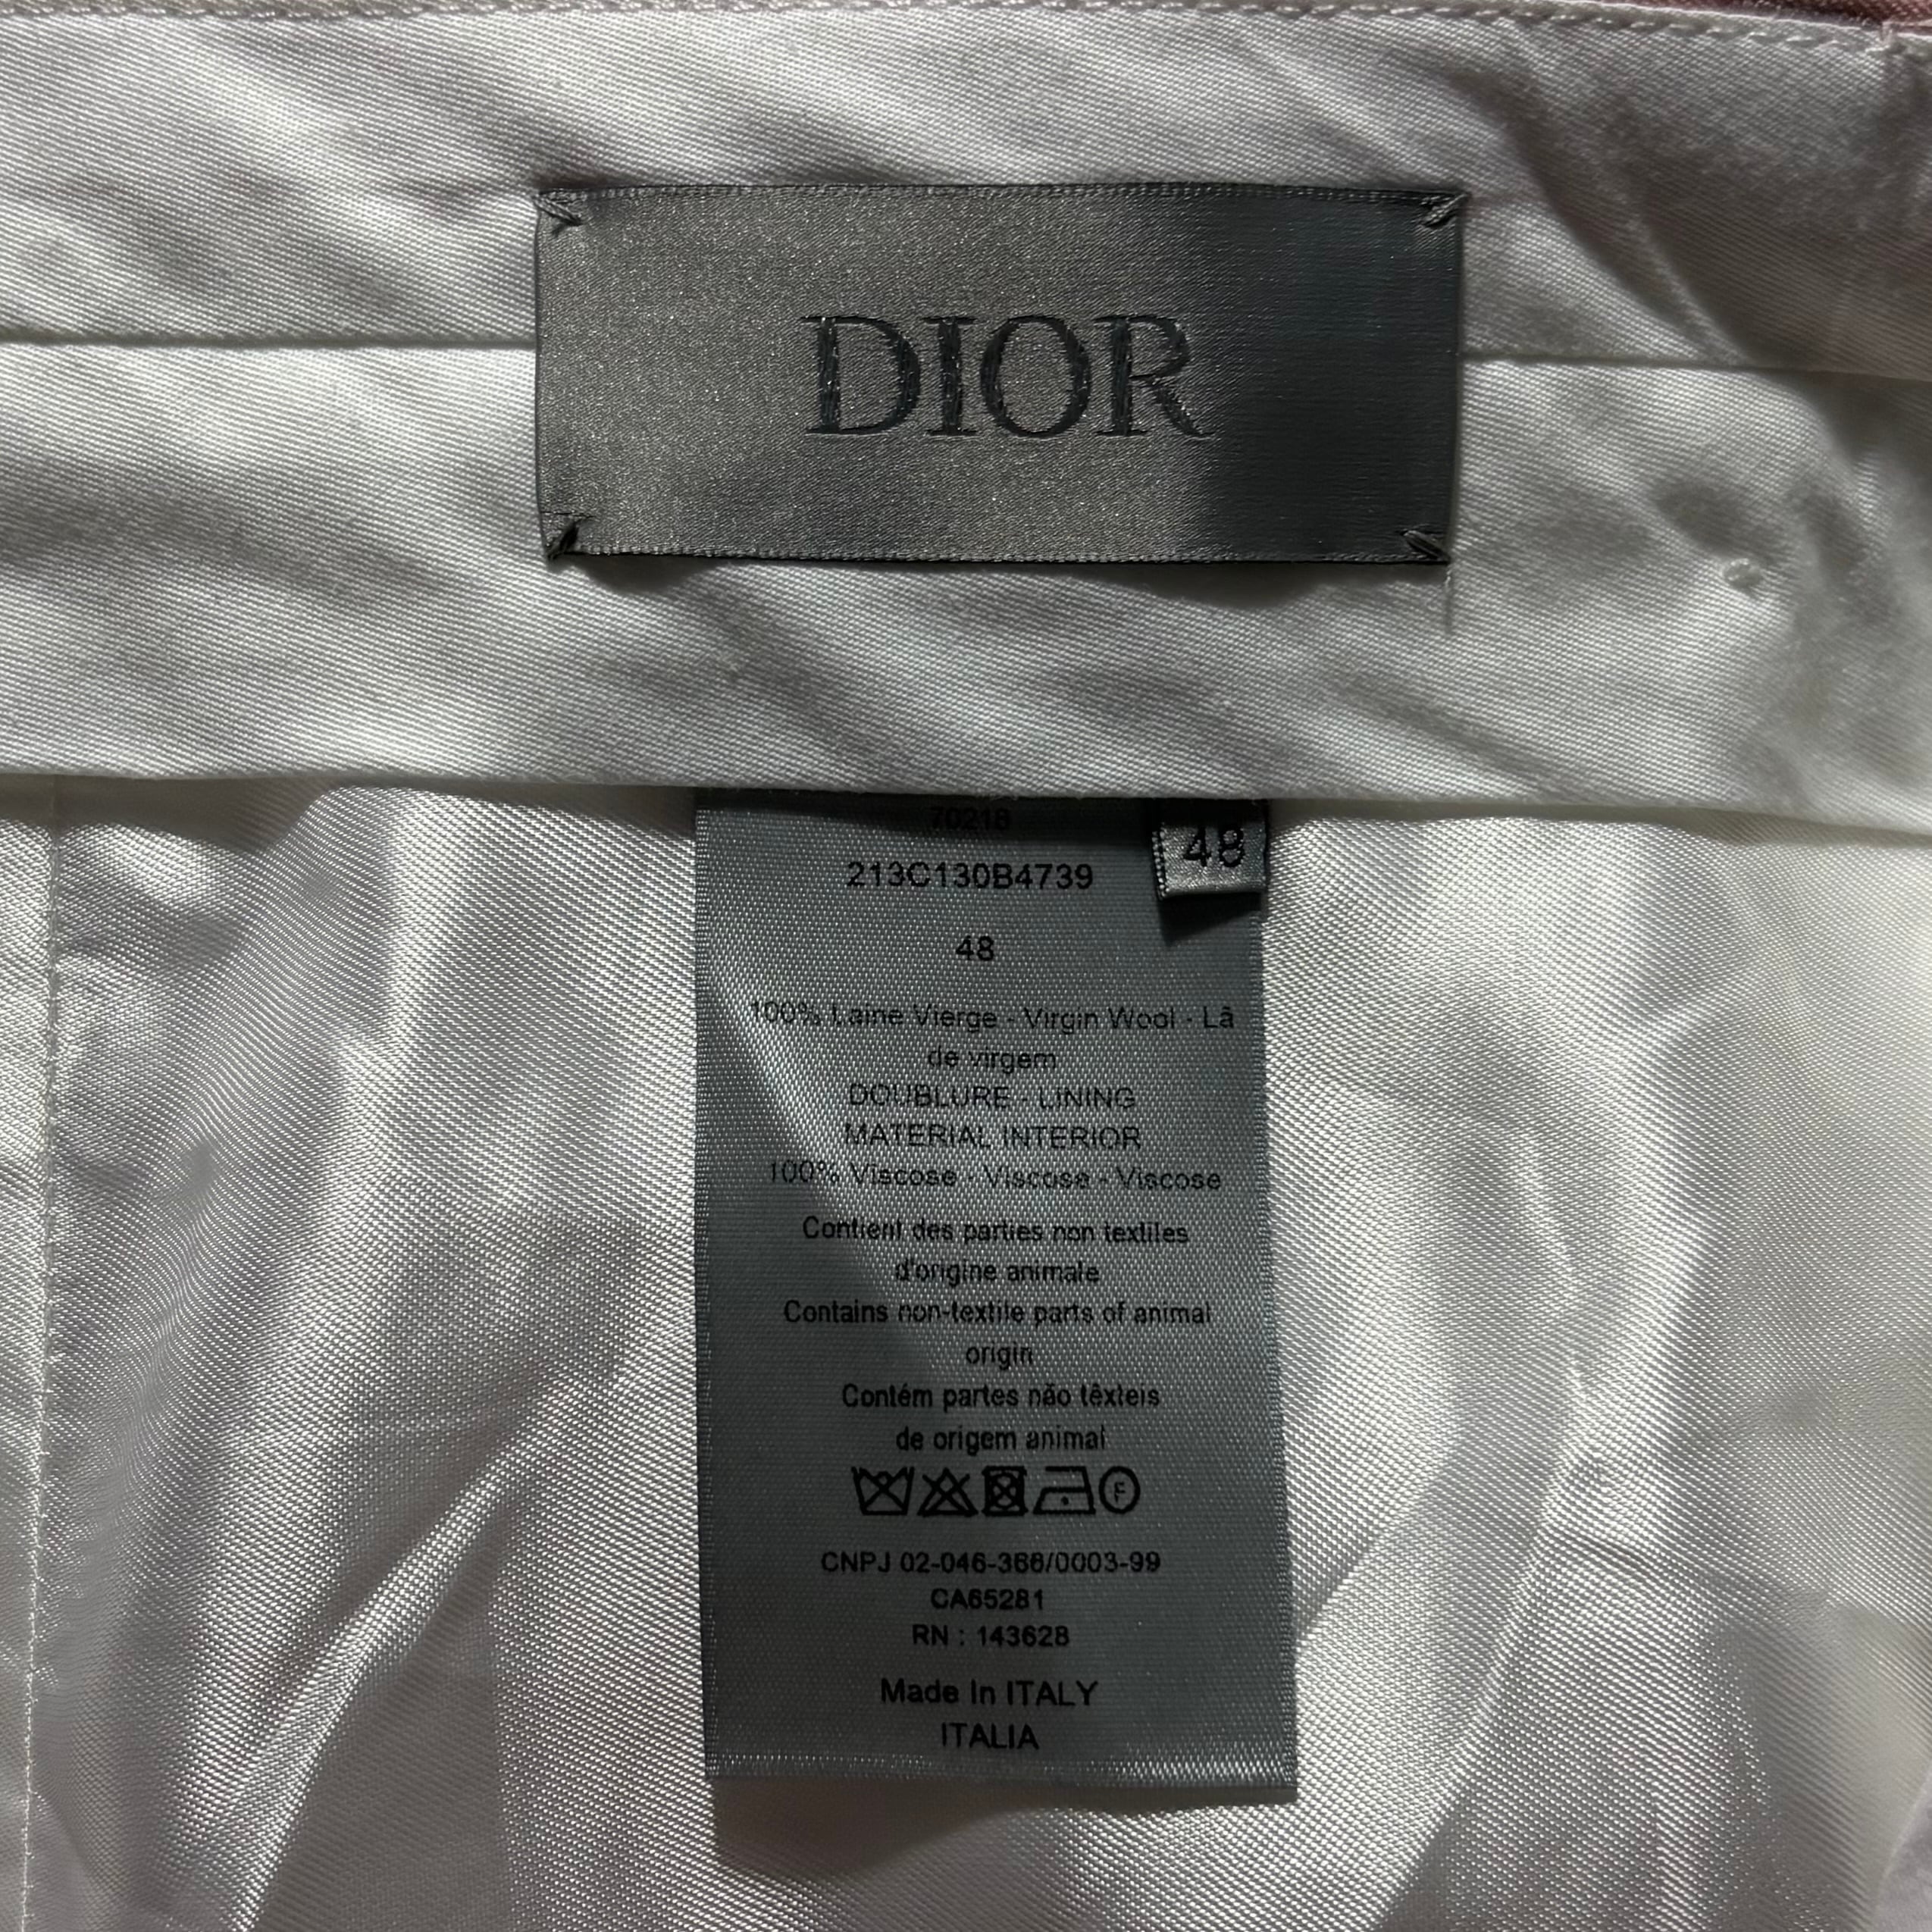 DIOR
70218
48
213C130B4739
48
100% Laine Vierge - Virgin Wool - Lã
de virgem
DOUBLURE - LINING
MATERIAL INTERIOR
100% Viscose - Viscose - Viscose
Contient des parties non textiles
d'origine animale
Contains non-textile parts of animal
origin
Contém partes não têxteis
de origem animal
F
CNPJ 02-046-368/0003-99
CA65281
RN : 143628
Made In ITALY
ITALIA